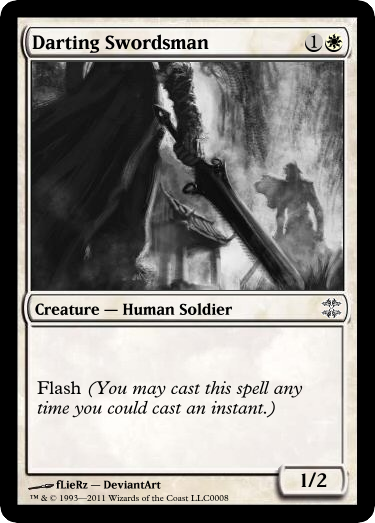 Darting Swordsman 1
Creature — Human Soldier
Flash (You may cast this spell any
time you could cast an instant.)
fLieRz — DeviantArt
1/2
™ & © 1993—2011 Wizards of the Coast LLC0008